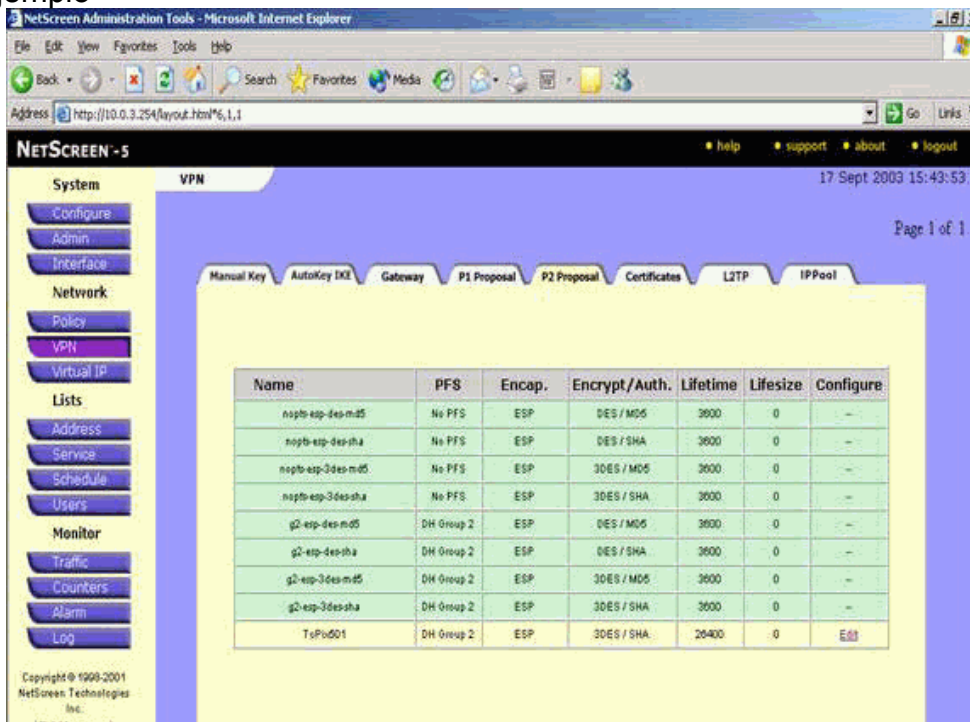 NetScreen Administration Tools - Microsoft Internet Explorer
File Edit View Favorites Tools Help
Back Search Favorites Media
Address http://10.0.3.254/layout.html*6,1,1 Go Links
NETSCREEN-5 help support about logout
System
Configure
Admin
Interface
Network
Policy
VPN
Virtual IP
Lists
Address
Service
Schedule
Users
Monitor
Traffic
Counters
Alarm
Log
Copyright © 1998-2001
NetScreen Technologies
Inc.
VPN 17 Sept 2003 15:43:53
Page 1 of 1
Manual Key AutoKey IKE Gateway P1 Proposal P2 Proposal Certificates L2TP IPPool
Name PFS Encap. Encrypt/Auth. Lifetime Lifesize Configure
nopfs-esp-des-md5 No PFS ESP DES / MD5 3600 0 -
nopfs-esp-des-sha No PFS ESP DES / SHA 3600 0 -
nopfs-esp-3des-md5 No PFS ESP 3DES / MD5 3600 0 -
nopfs-esp-3des-sha No PFS ESP 3DES / SHA 3600 0 -
g2-esp-des-md5 DH Group 2 ESP DES / MD5 3600 0 -
g2-esp-des-sha DH Group 2 ESP DES / SHA 3600 0 -
g2-esp-3des-md5 DH Group 2 ESP 3DES / MD5 3600 0 -
g2-esp-3des-sha DH Group 2 ESP 3DES / SHA 3600 0 -
DH Group 2 ESP 3DES / SHA 0 Edit